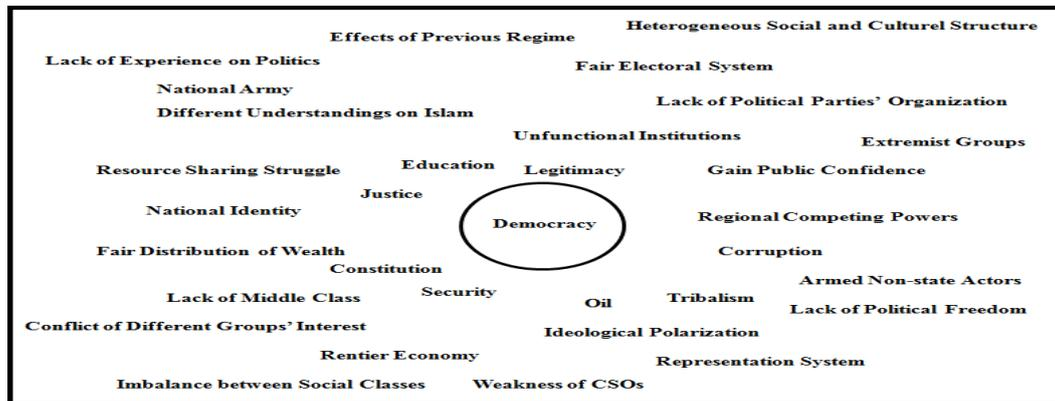 Heterogeneous Social and Culturel Structure
Effects of Previous Regime
Lack of Experience on Politics
Fair Electoral System
National Army
Lack of Political Parties' Organization
Different Understandings on Islam
Unfunctional Institutions
Extremist Groups
Education
Resource Sharing Struggle
Legitimacy
Gain Public Confidence
Justice
National Identity
Regional Competing Powers
Democracy
Fair Distribution of Wealth
Corruption
Constitution
Armed Non-state Actors
Security
Lack of Middle Class
Oil
Tribalism
Lack of Political Freedom
Conflict of Different Groups' Interest
Ideological Polarization
Rentier Economy
Representation System
Imbalance between Social Classes
Weakness of CSOs